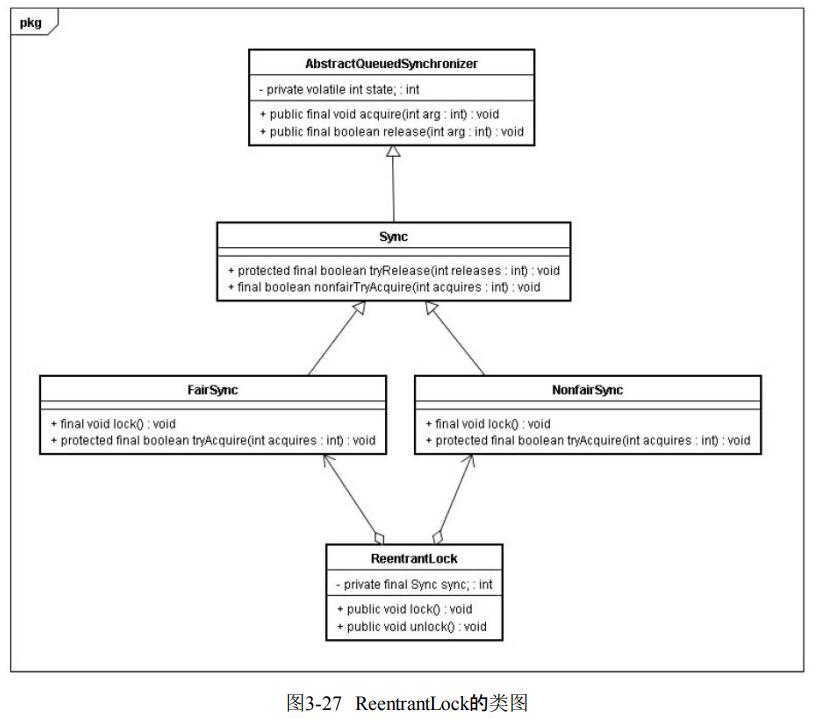 pkg
AbstractQueuedSynchronizer
- private volatile int state; : int
+ public final void acquire(int arg : int) : void
+ public final boolean release(int arg : int) : void
Sync
+ protected final boolean tryRelease(int releases : int) : void
+ final boolean nonfairTryAcquire(int acquires : int) : void
FairSync
+ final void lock() : void
+ protected final boolean tryAcquire(int acquires : int) : void
NonfairSync
+ final void lock() : void
+ protected final boolean tryAcquire(int acquires : int) : void
ReentrantLock
- private final Sync sync; : int
+ public void lock() : void
+ public void unlock() : void
图3-27 ReentrantLock的类图